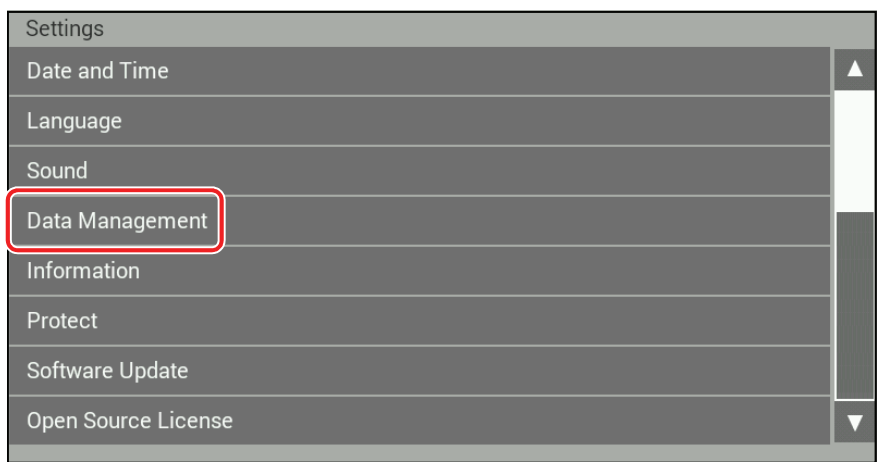 Settings
Date and Time
Language
Sound
Data Management
Information
Protect
Software Update
Open Source License